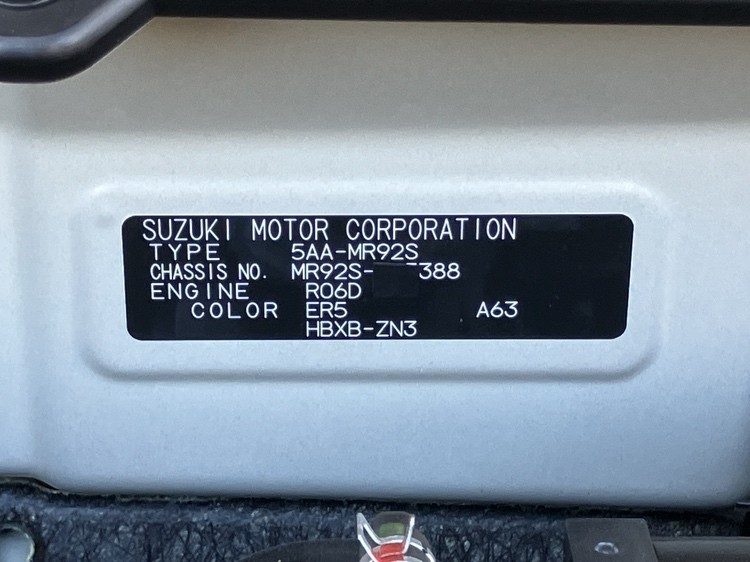 SUZUKI MOTOR CORPORATION
TYPE 5AA-MR92S
CHASSIS NO. MR92S- 388
ENGINE R06D
COLOR ER5 A63
HBXB-ZN3